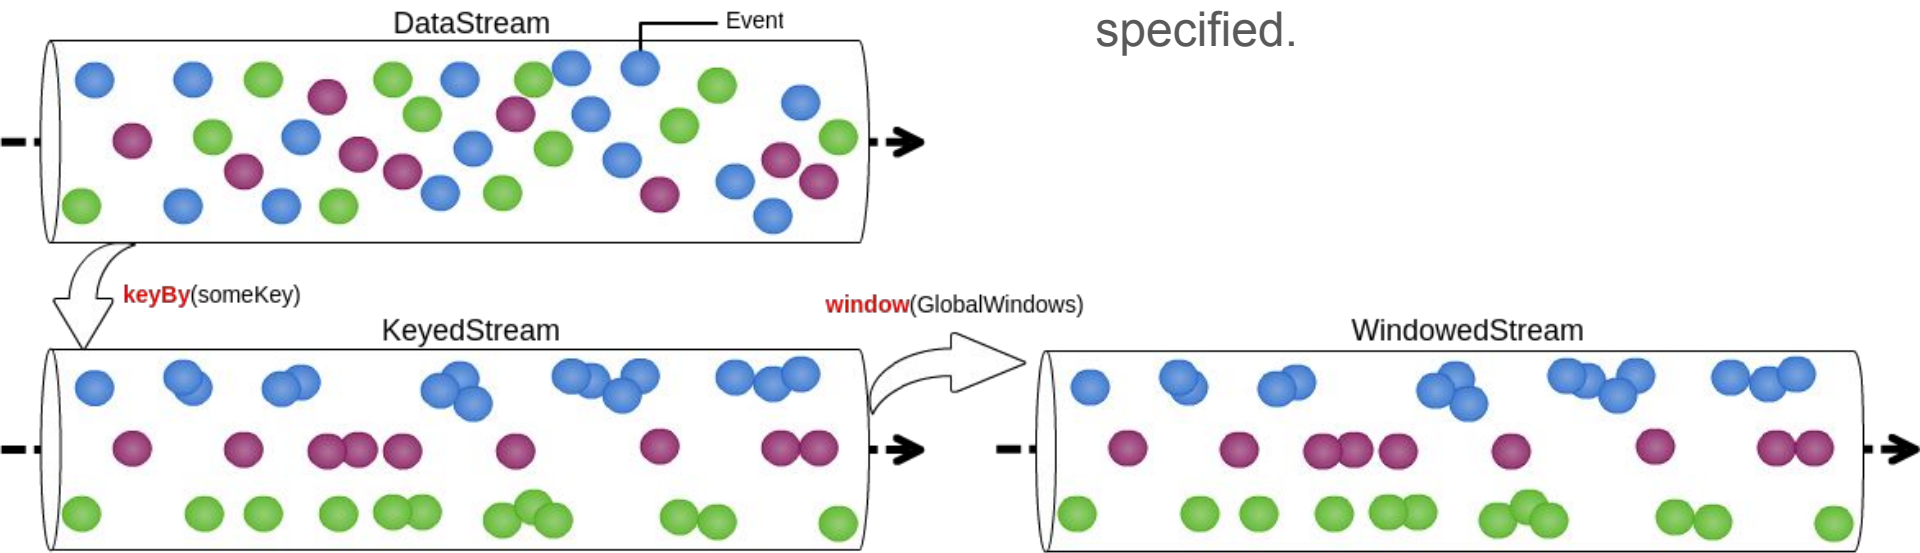 DataStream
Event
specified.
keyBy(someKey)
window(GlobalWindows)
KeyedStream
WindowedStream